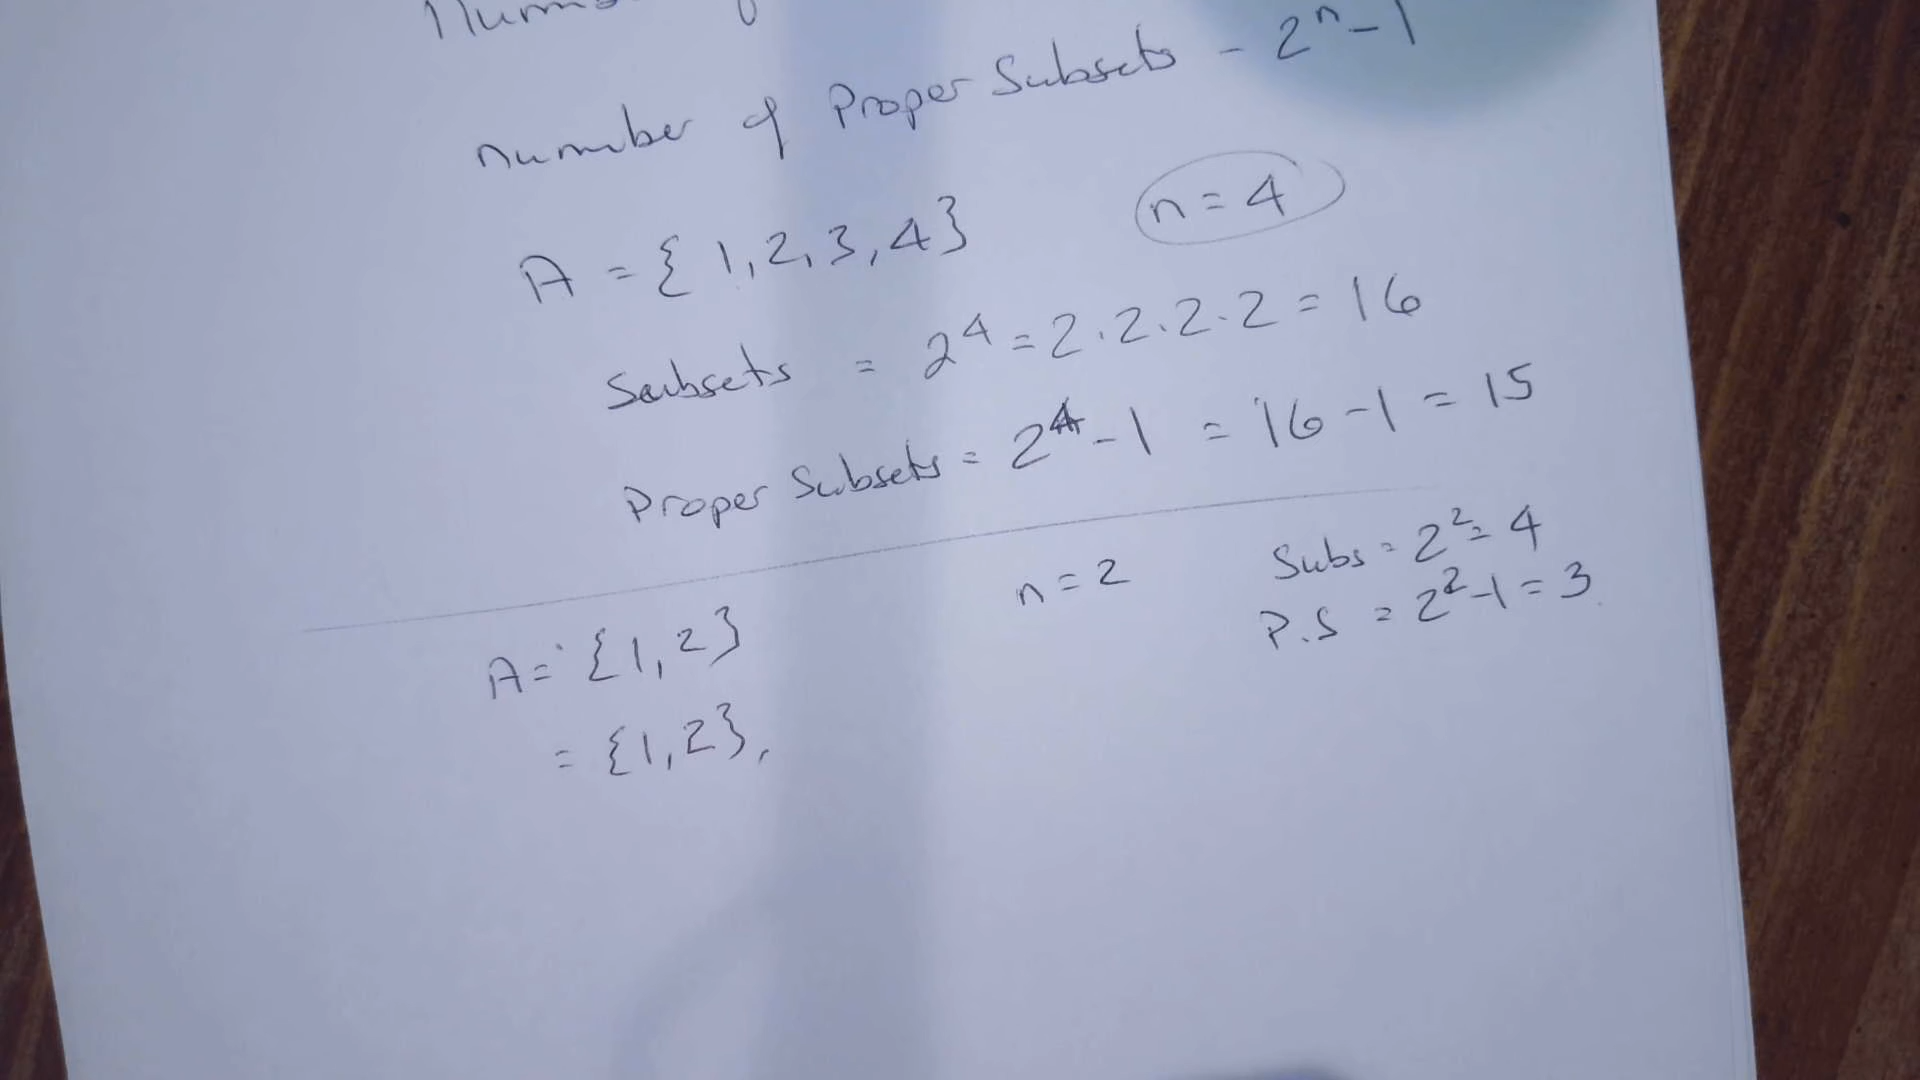 number of Proper Subsets - 2ⁿ-1
A = { 1,2,3,4} n = 4
Subsets = 2⁴ = 2.2.2.2 = 16
Proper Subsets = 2⁴-1 = 16-1 = 15
A= {1,2} n = 2 Subs = 2² = 4
= {1,2}, P.S = 2²-1 = 3